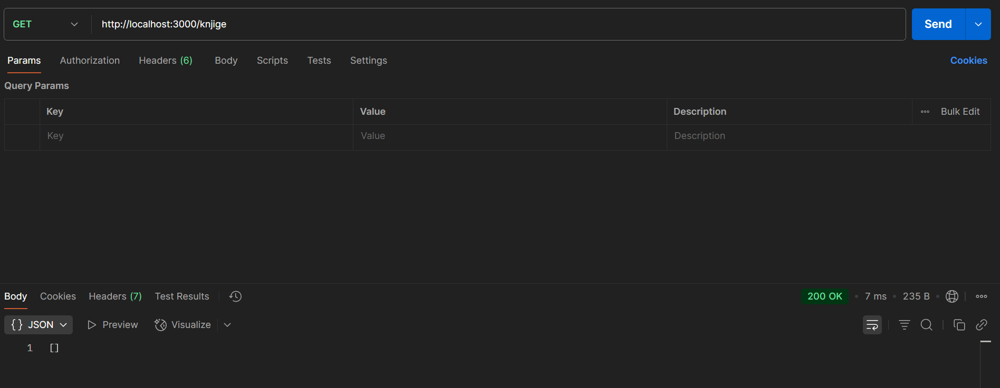 GET http://localhost:3000/knjige Send
Params Authorization Headers (6) Body Scripts Tests Settings Cookies
Query Params
Key Value Description Bulk Edit
Key Value Description
Body Cookies Headers (7) Test Results 200 OK • 7 ms • 235 B •
{} JSON Preview Visualize
1 []